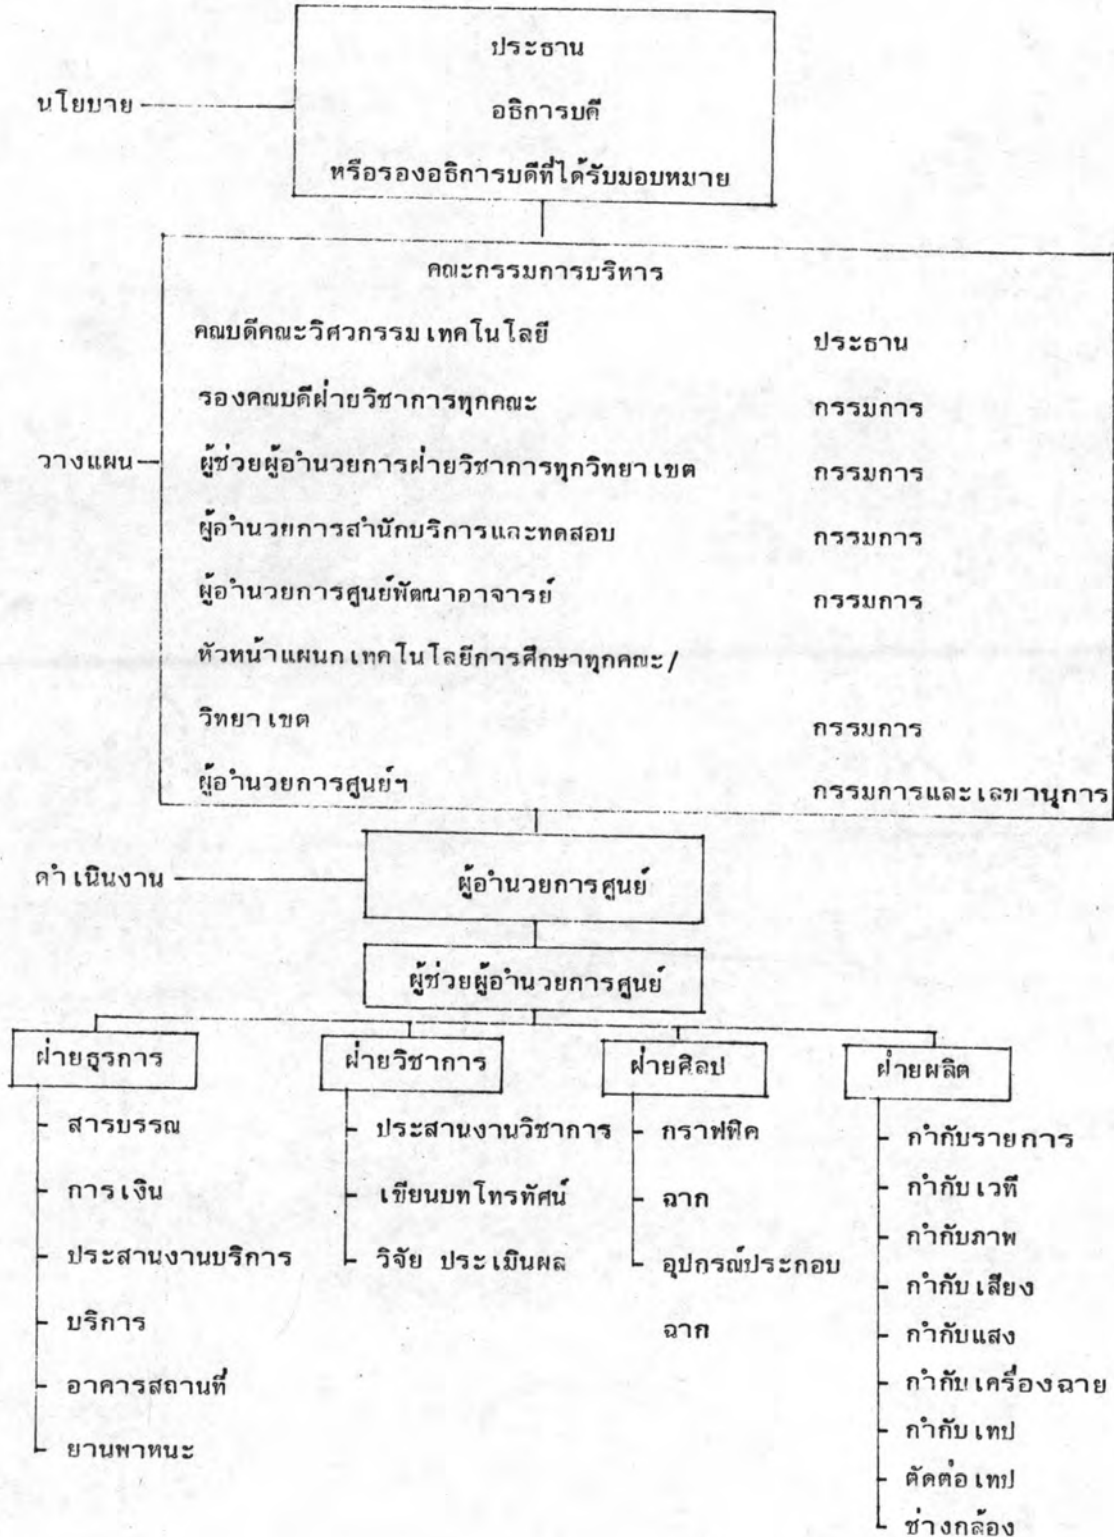 ประธาน
นโยบาย
อธิการบดี
หรือรองอธิการบดีที่ได้รับมอบหมาย
คณะกรรมการบริหาร
คณบดีคณะวิศวกรรมเทคโนโลยี ประธาน
รองคณบดีฝ่ายวิชาการทุกคณะ กรรมการ
วางแผน
ผู้ช่วยผู้อำนวยการฝ่ายวิชาการทุกวิทยาเขต กรรมการ
ผู้อำนวยการสำนักบริการและทดสอบ กรรมการ
ผู้อำนวยการศูนย์พัฒนาอาจารย์ กรรมการ
หัวหน้าแผนกเทคโนโลยีการศึกษาทุกคณะ/
วิทยาเขต กรรมการ
ผู้อำนวยการศูนย์ฯ กรรมการและเลขานุการ
ดำเนินงาน
ผู้อำนวยการศูนย์
ผู้ช่วยผู้อำนวยการศูนย์
ฝ่ายธุรการ
- สารบรรณ
- การเงิน
- ประสานงานบริการ
- บริการ
- อาคารสถานที่
- ยานพาหนะ
ฝ่ายวิชาการ
- ประสานงานวิชาการ
- เขียนบทโทรทัศน์
- วิจัย ประเมินผล
ฝ่ายศิลป
- กราฟฟิค
- ฉาก
- อุปกรณ์ประกอบ
ฉาก
ฝ่ายผลิต
- กำกับรายการ
- กำกับเวที
- กำกับภาพ
- กำกับเสียง
- กำกับแสง
- กำกับเครื่องฉาย
- กำกับเทป
- ตัดต่อเทป
- ช่างกล้อง